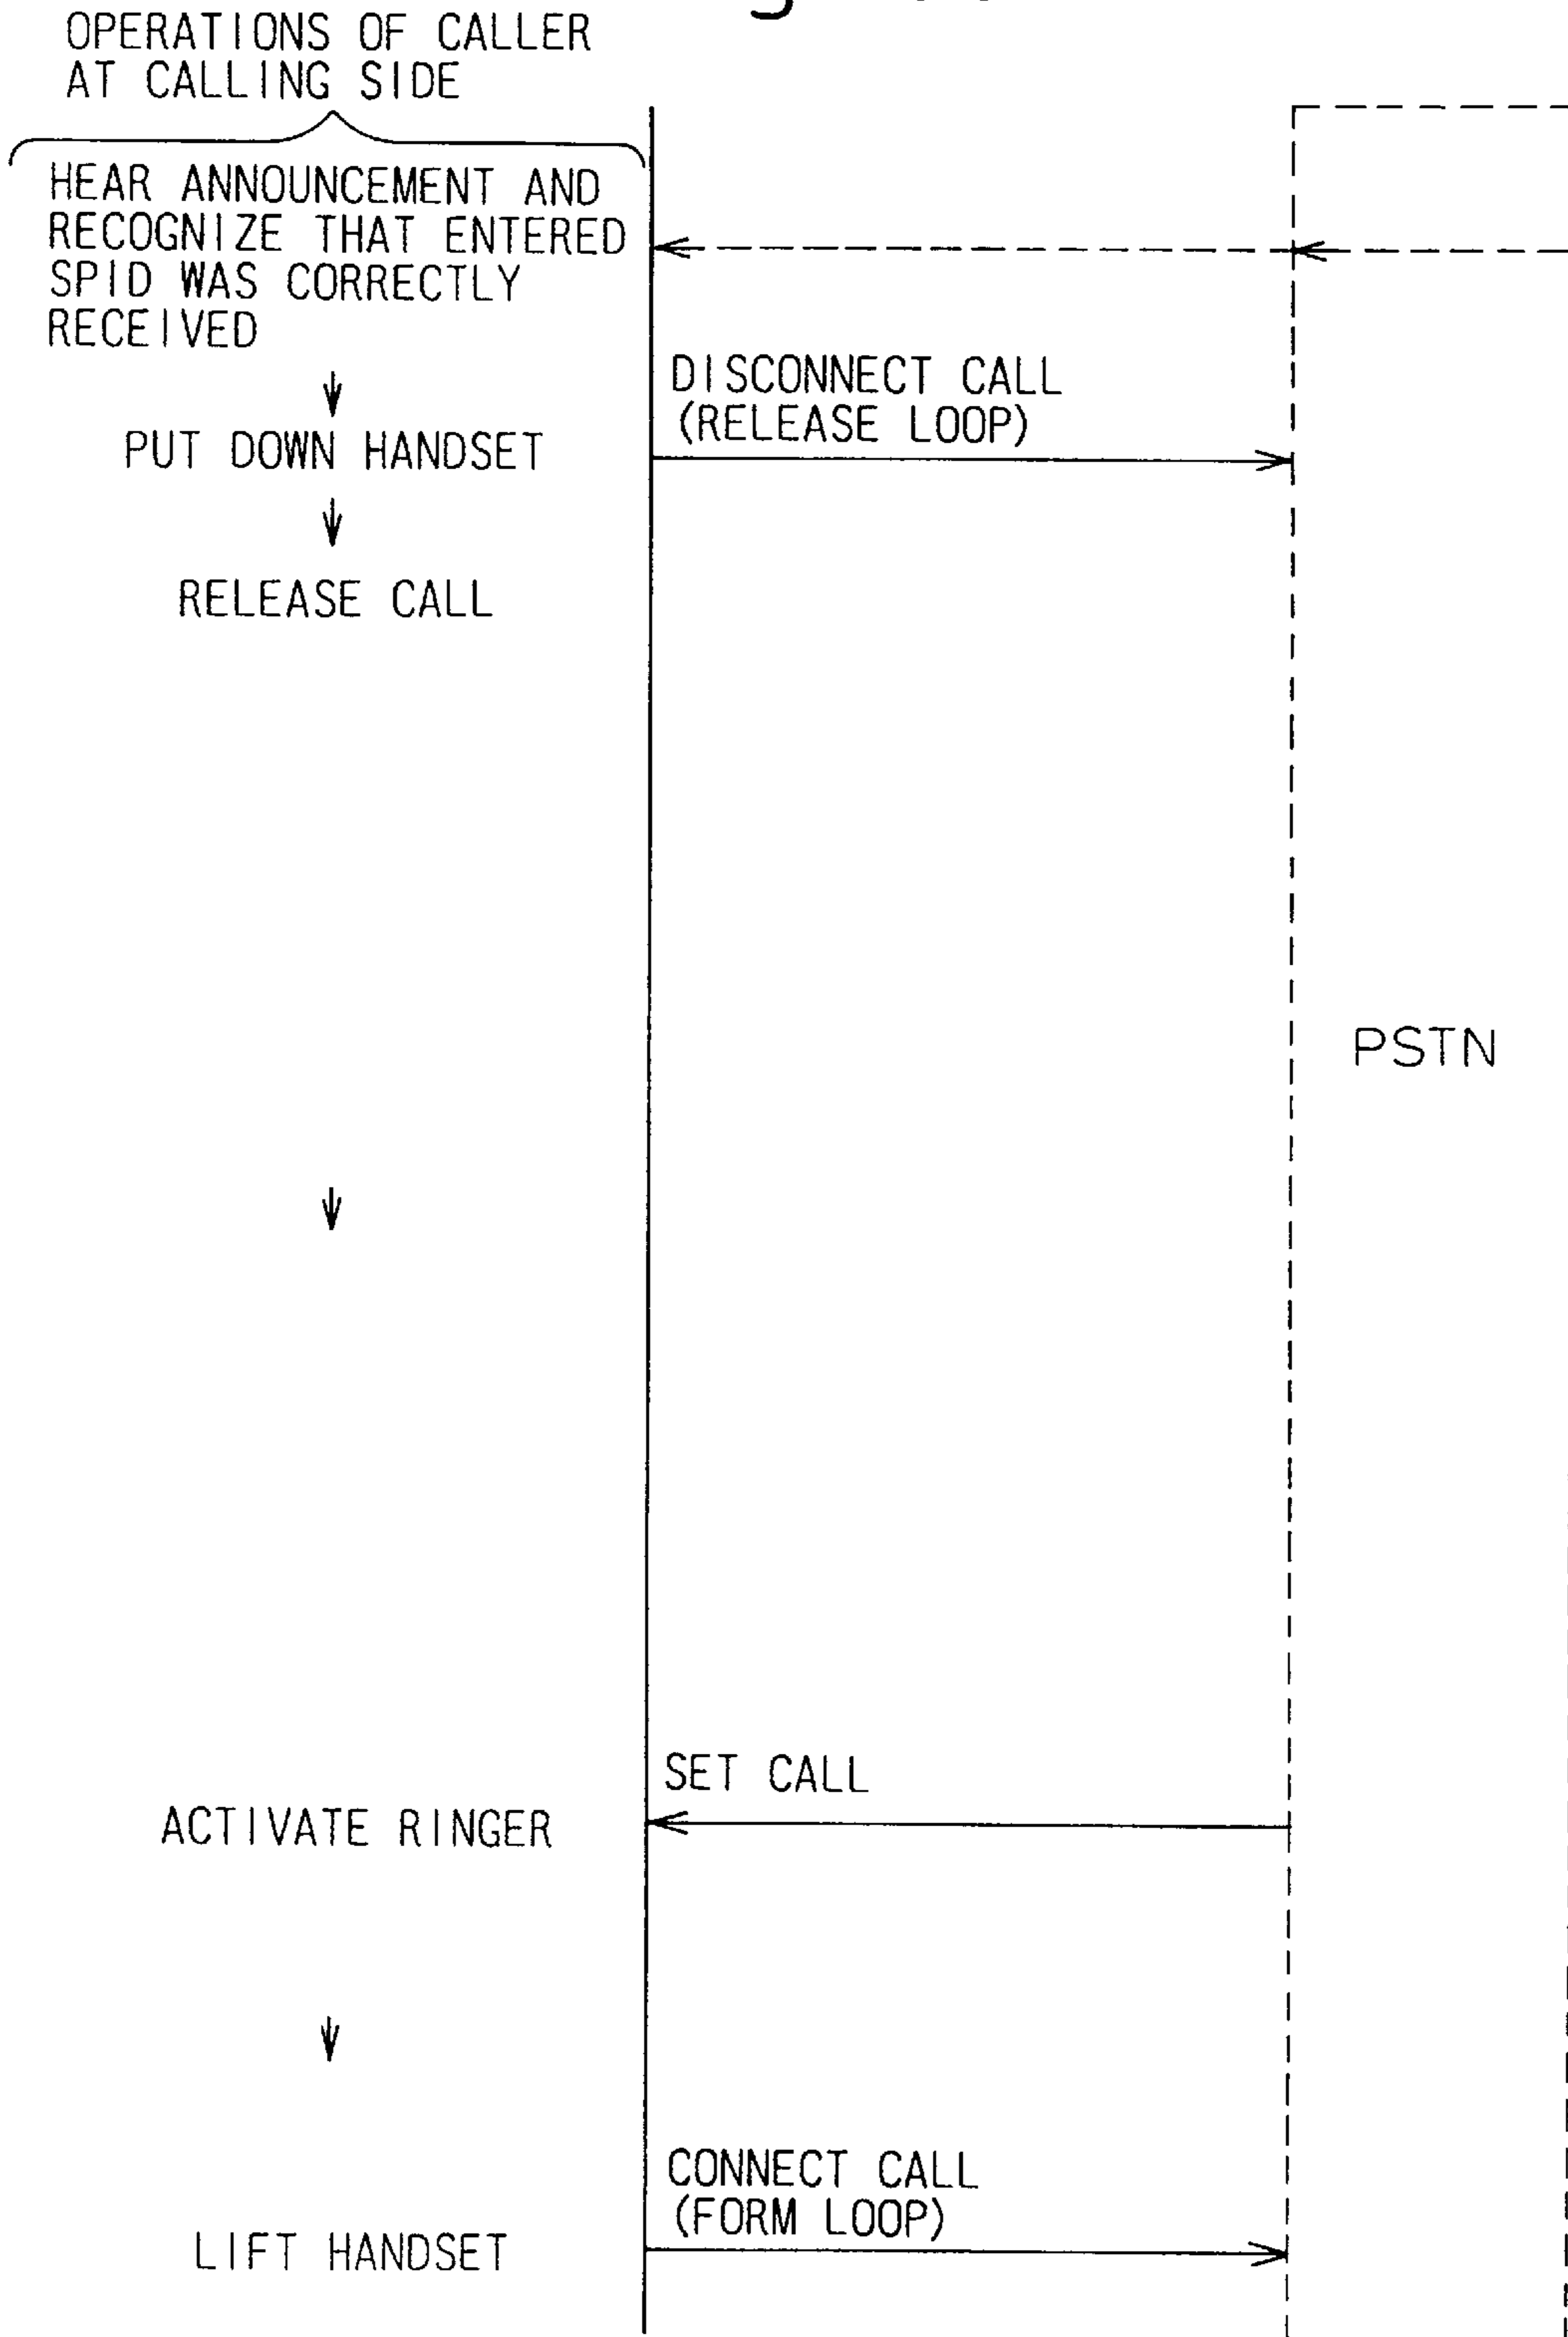 OPERATIONS OF CALLER
AT CALLING SIDE
HEAR ANNOUNCEMENT AND
RECOGNIZE THAT ENTERED
SPID WAS CORRECTLY
RECEIVED
DISCONNECT CALL
(RELEASE LOOP)
PUT DOWN HANDSET
RELEASE CALL
PSTN
SET CALL
ACTIVATE RINGER
CONNECT CALL
(FORM LOOP)
LIFT HANDSET